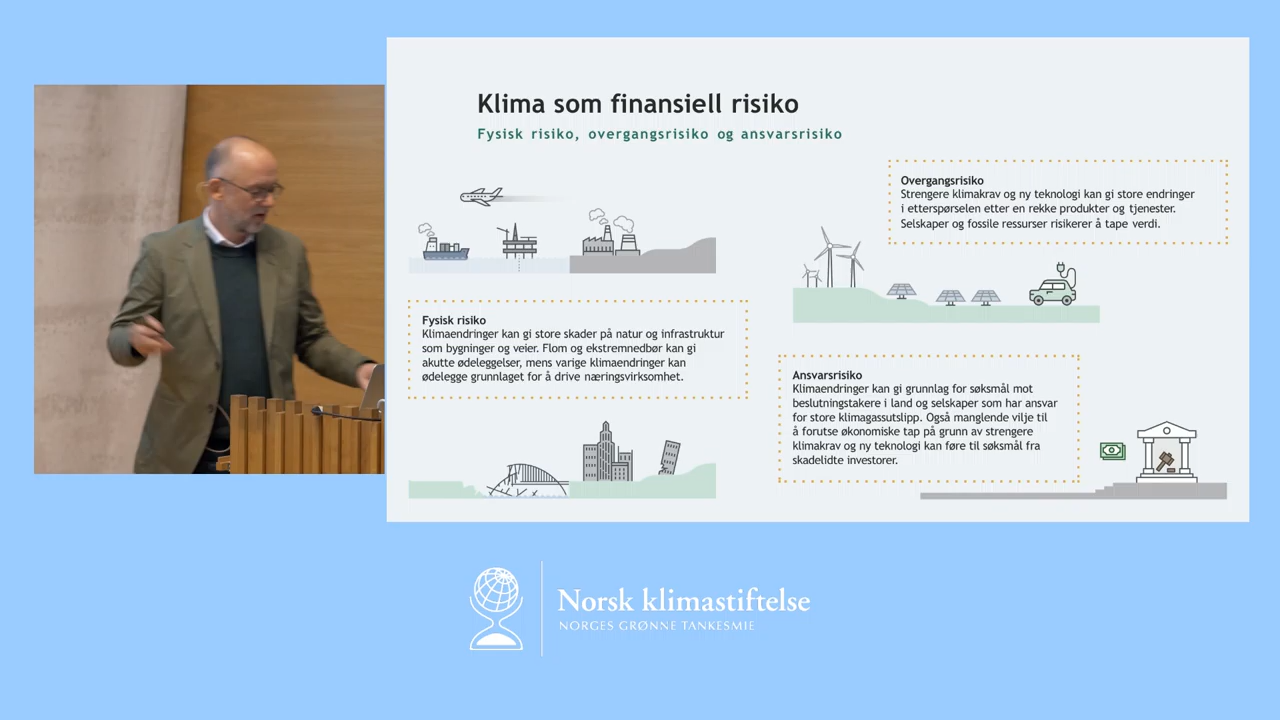 Klima som finansiell risiko
Fysisk risiko, overgangsrisiko og ansvarsrisiko
Overgangsrisiko
Strengere klimakrav og ny teknologi kan gi store endringer
i etterspørselen etter en rekke produkter og tjenester.
Selskaper og fossile ressurser risikerer å tape verdi.
Fysisk risiko
Klimaendringer kan gi store skader på natur og infrastruktur
som bygninger og veier. Flom og ekstremnedbør kan gi
akutte ødeleggelser, mens varige klimaendringer kan
ødelegge grunnlaget for å drive næringsvirksomhet.
Ansvarsrisiko
Klimaendringer kan gi grunnlag for søksmål mot
beslutningstakere i land og selskaper som har ansvar
for store klimagassutslipp. Også manglende vilje til
å forutse økonomiske tap på grunn av strengere
klimakrav og ny teknologi kan føre til søksmål fra
skadelidte investorer.
Norsk klimastiftelse
NORGES GRØNNE TANKESMIE